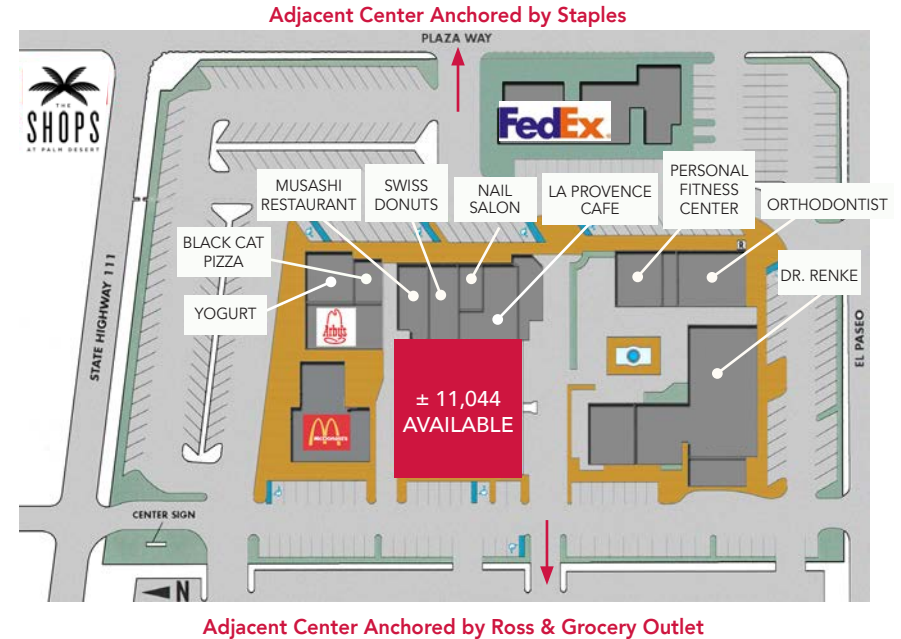 Adjacent Center Anchored by Staples
PLAZA WAY
THE
SHOPS
AT PALM DESERT
FedEx.
MUSASHI
RESTAURANT
SWISS
DONUTS
NAIL
SALON
LA PROVENCE
CAFE
PERSONAL
FITNESS
CENTER
ORTHODONTIST
BLACK CAT
PIZZA
DR. RENKE
YOGURT
Arby's
STATE HIGHWAY 111
EL PASEO
± 11,044
AVAILABLE
McDonald's
CENTER SIGN
N
Adjacent Center Anchored by Ross & Grocery Outlet